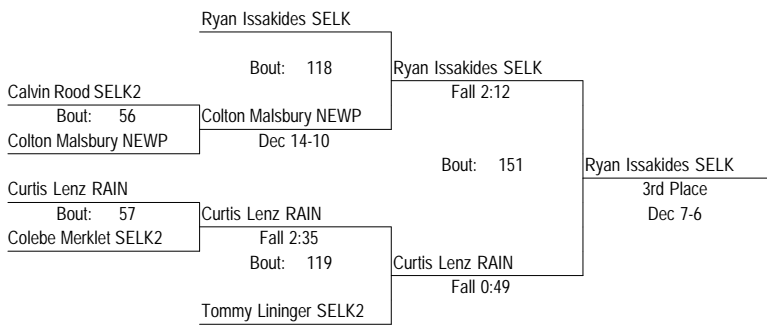 Ryan Issakides SELK
Bout: 118
Ryan Issakides SELK
Calvin Rood SELK2
Fall 2:12
Bout: 56
Colton Malsbury NEWP
Colton Malsbury NEWP
Dec 14-10
Bout: 151
Ryan Issakides SELK
Curtis Lenz RAIN
3rd Place
Bout: 57
Curtis Lenz RAIN
Dec 7-6
Colebe Merklet SELK2
Fall 2:35
Bout: 119
Curtis Lenz RAIN
Fall 0:49
Tommy Lininger SELK2